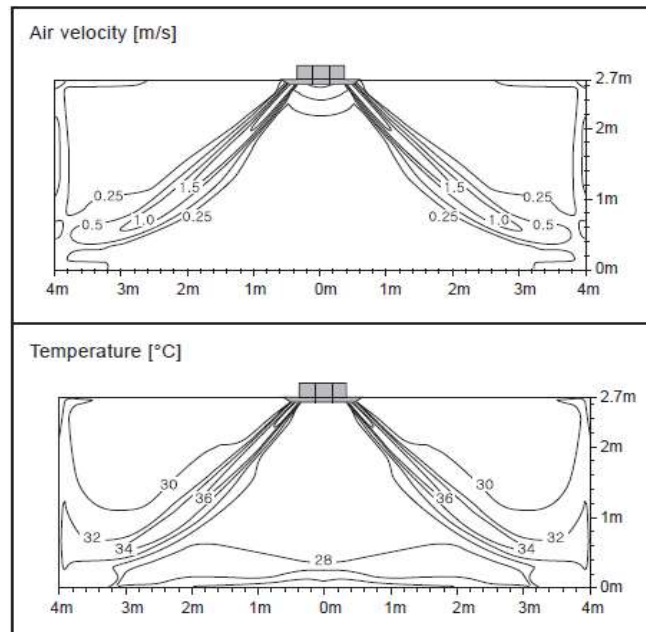 Air velocity [m/s]
2.7m
2m
0.25 1.5 1.5 0.25
1m
0.5 1.0 0.25 0.25 1.0 0.5
0m
4m 3m 2m 1m 0m 1m 2m 3m 4m
Temperature [°C]
2.7m
2m
30 30
36 36
1m
32 34 34 32
28
0m
4m 3m 2m 1m 0m 1m 2m 3m 4m